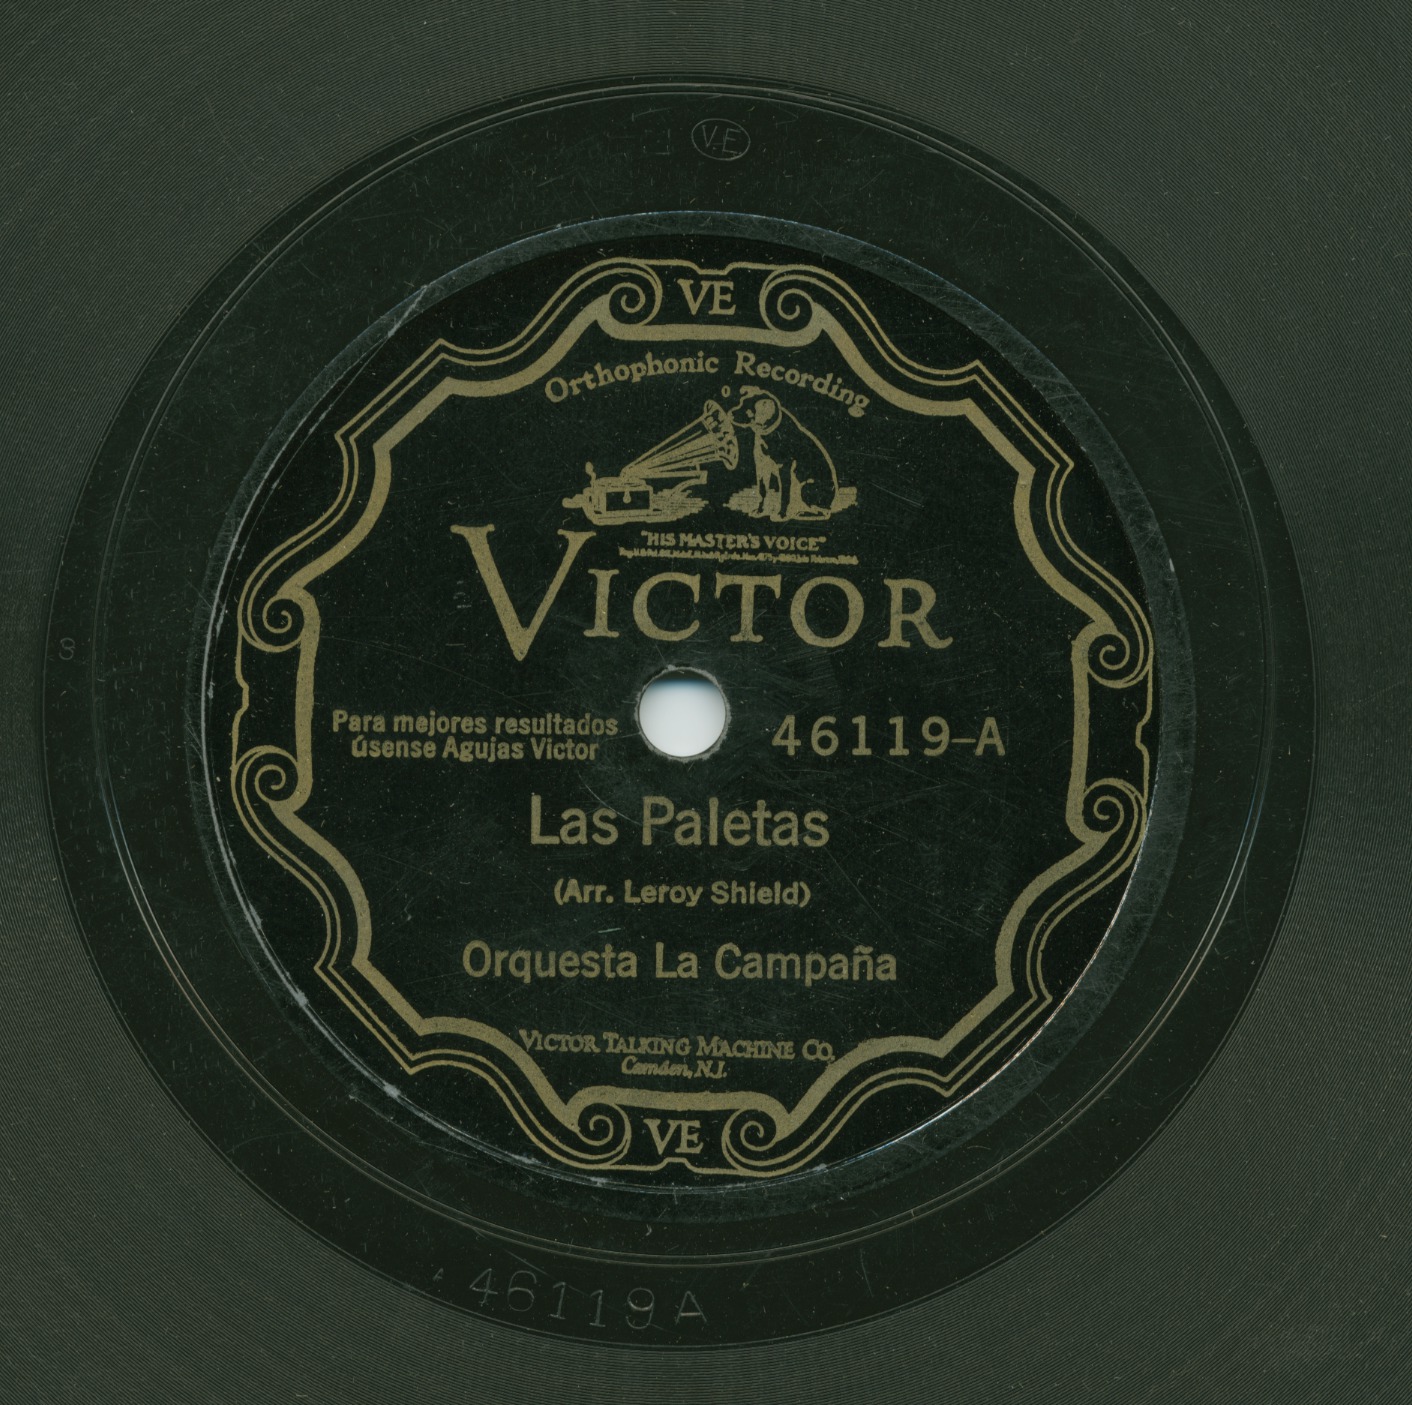 V.E
VE
Orthophonic Recording
"HIS MASTER'S VOICE"
VICTOR
Para mejores resultados
úsense Agujas Victor
46119-A
Las Paletas
(Arr. Leroy Shield)
Orquesta La Campaña
VICTOR TALKING MACHINE CO.
Camden, N.J.
VE
46119A